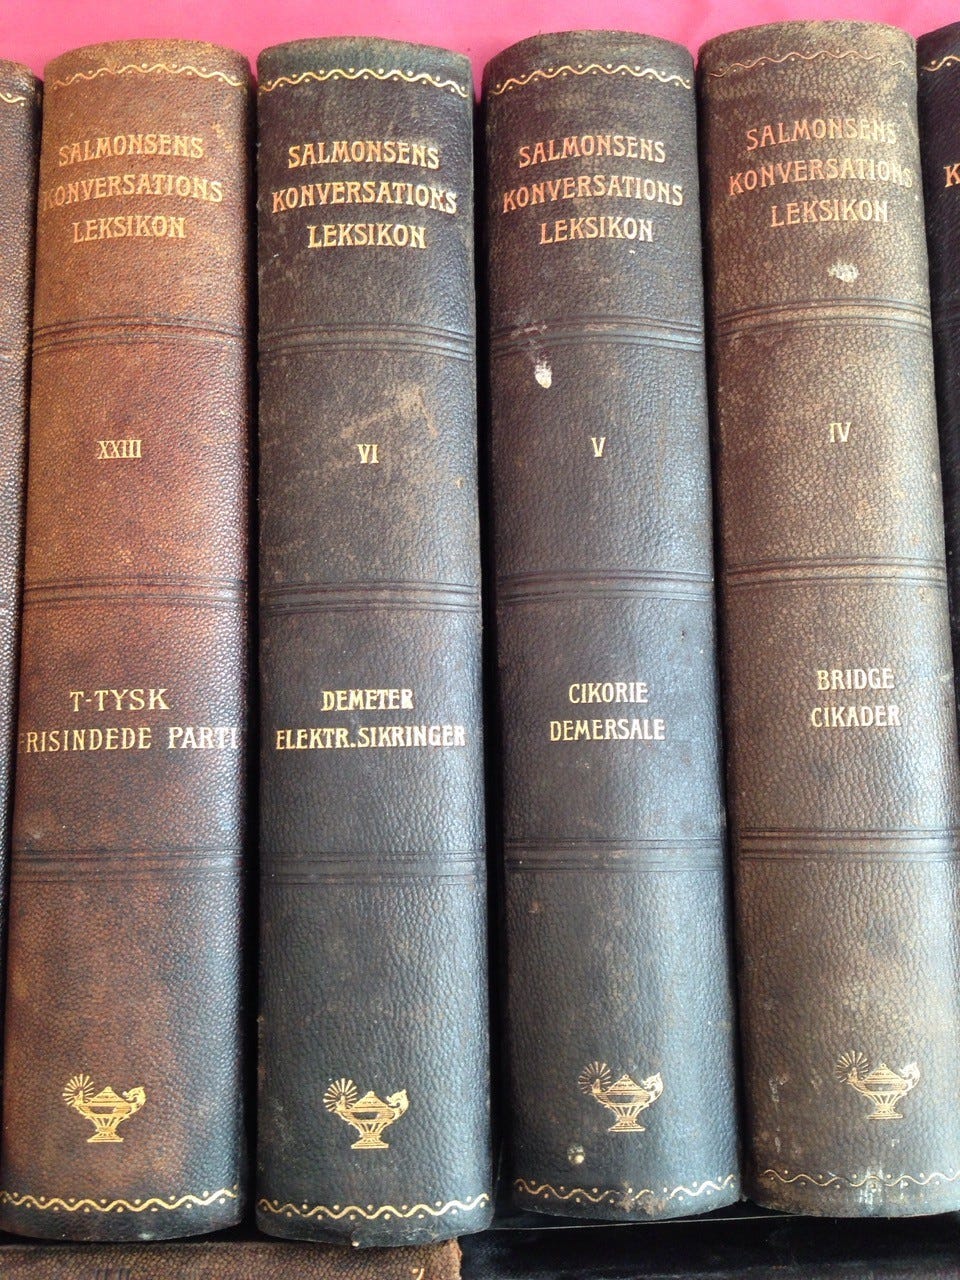 SALMONSENS
KONVERSATIONS
LEKSIKON
XXIII
T-TYSK
FRISINDEDE PARTI
SALMONSENS
KONVERSATIONS
LEKSIKON
VI
DEMETER
ELEKTR.SIKRINGER
SALMONSENS
KONVERSATIONS
LEKSIKON
V
CIKORIE
DEMERSALE
SALMONSENS
KONVERSATIONS
LEKSIKON
IV
BRIDGE
CIKADER
K